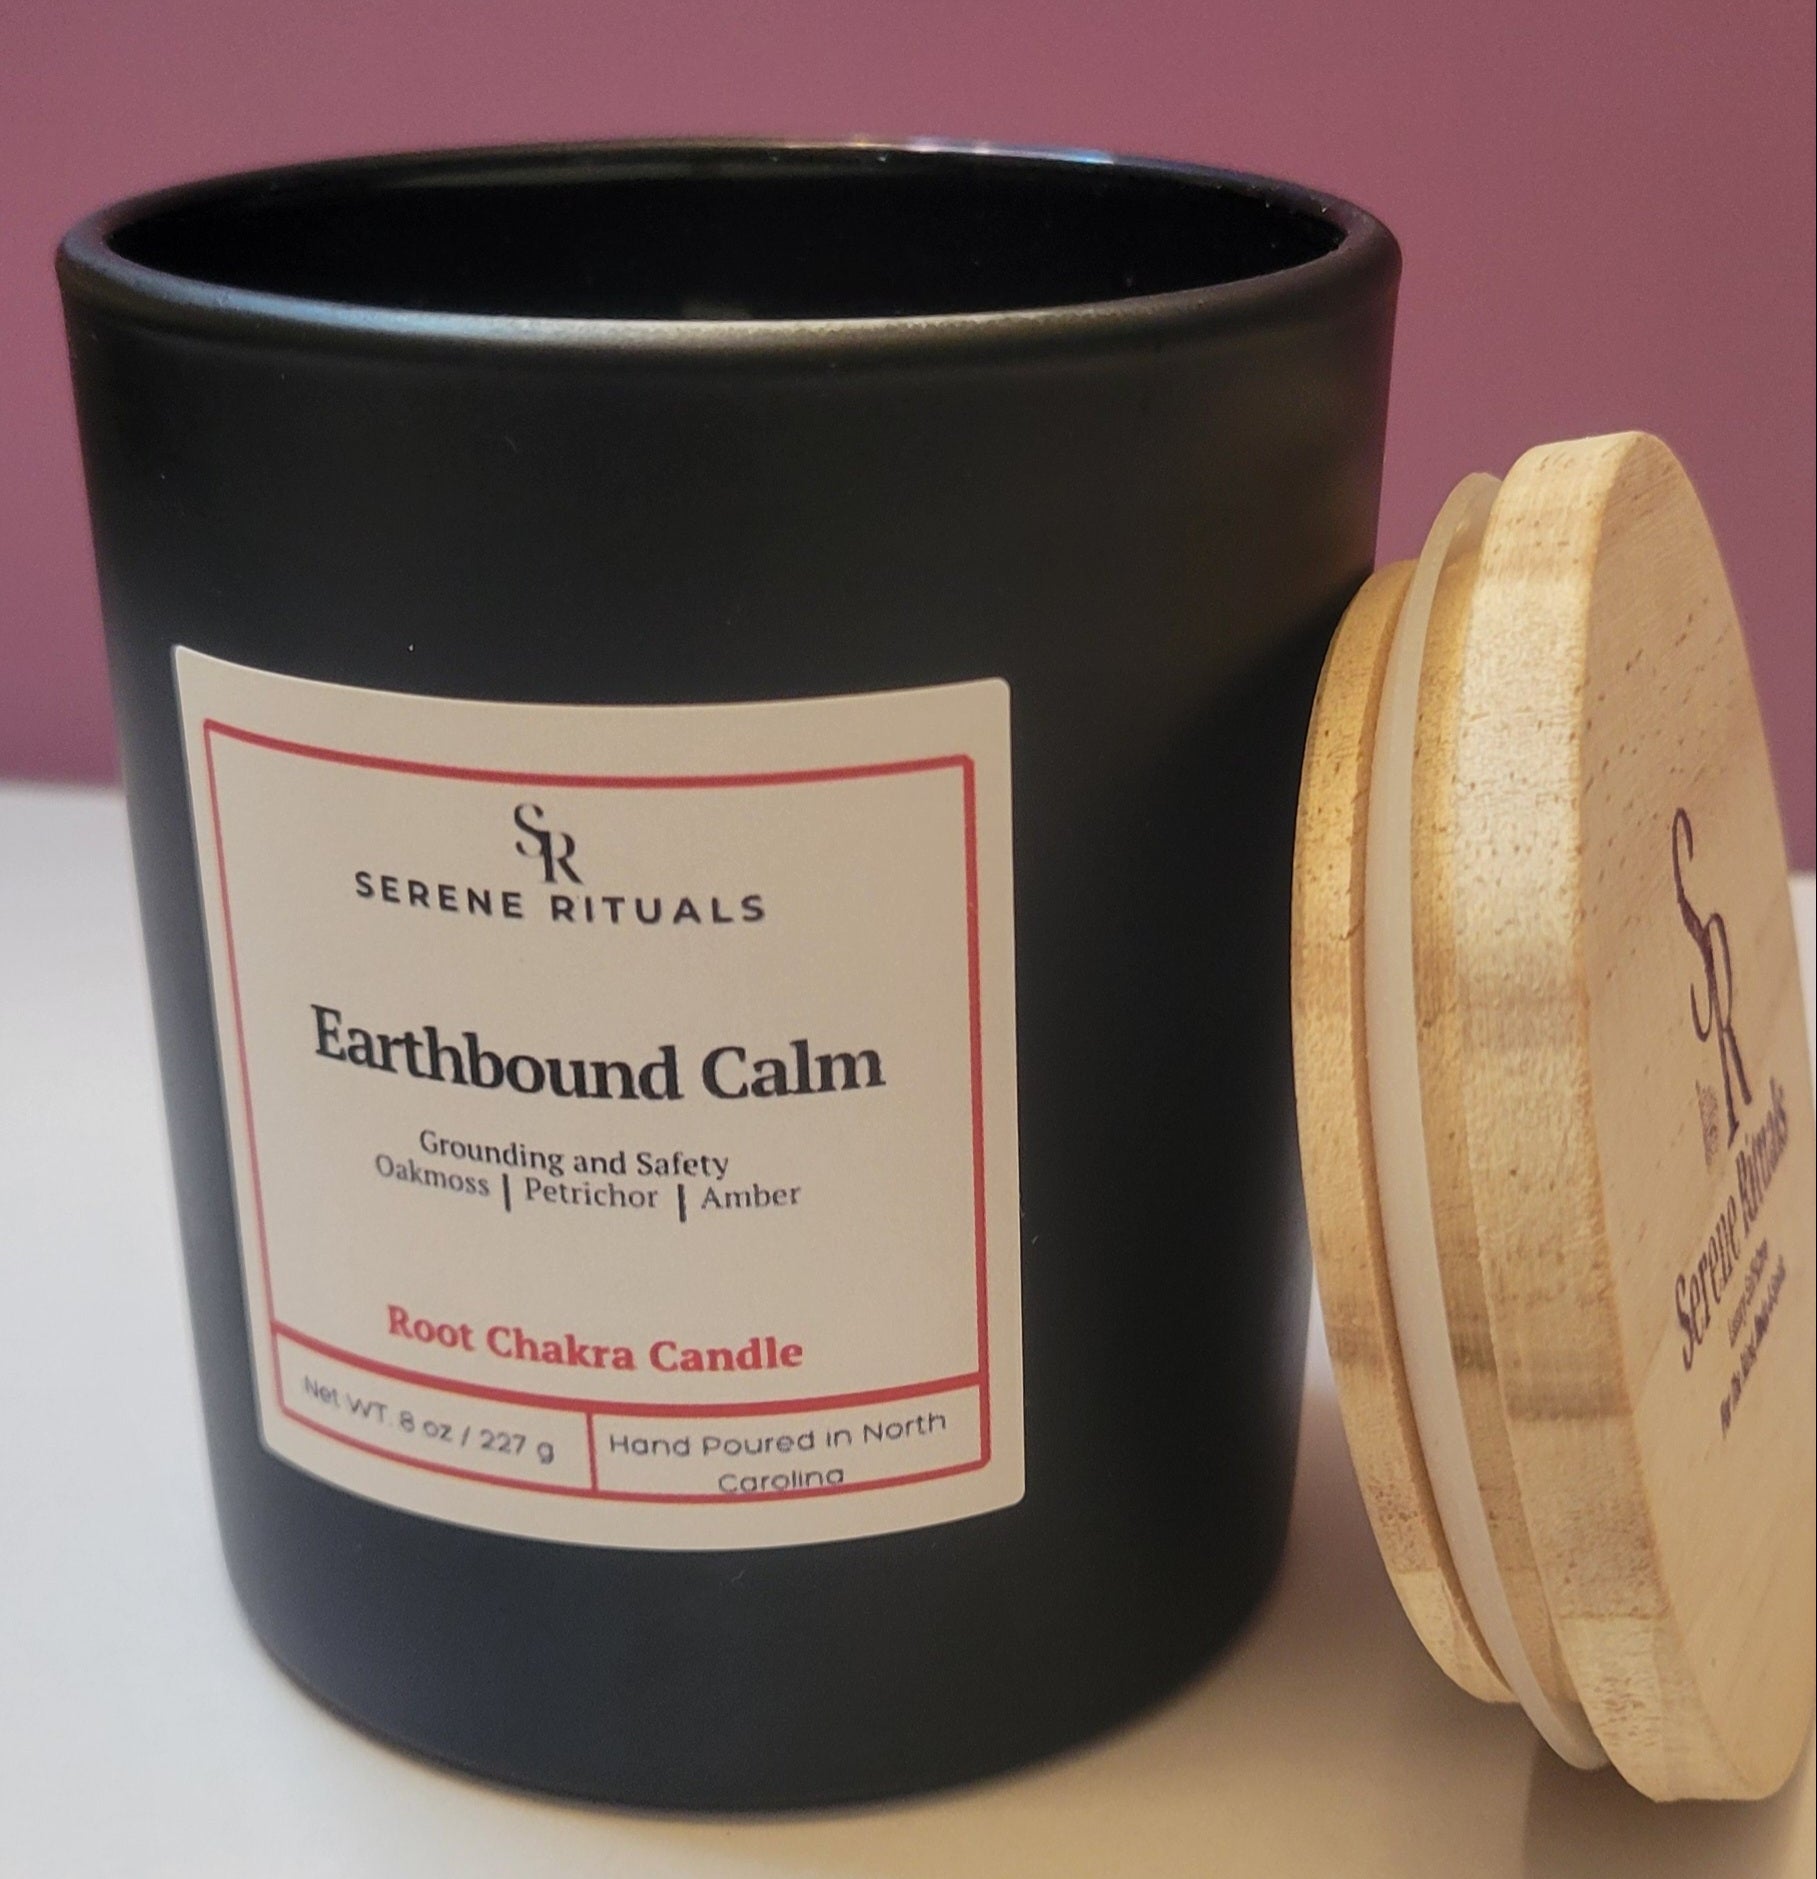 SR
SERENE RITUALS
Earthbound Calm
Grounding and Safety
Oakmoss | Petrichor | Amber
Root Chakra Candle
Net WT. 8 oz / 227 g
Hand Poured in North
Carolina
SR
Serene Rituals